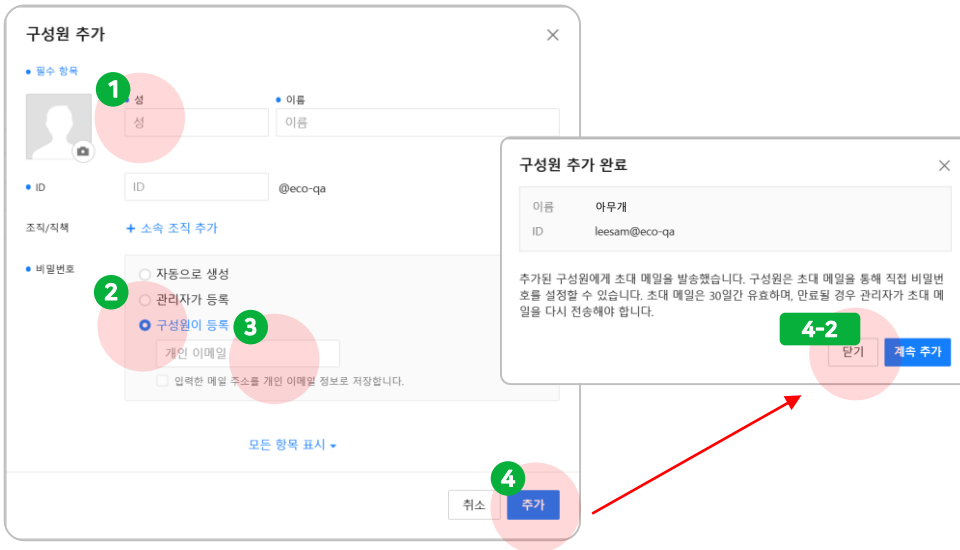 구성원 추가
필수 항목
1
성
이름
성
이름
ID
ID
@eco-qa
조직/직책
+ 소속 조직 추가
비밀번호
자동으로 생성
2
관리자가 등록
구성원이 등록
3
개인 이메일
입력한 메일 주소를 개인 이메일 정보로 저장합니다.
모든 항목 표시
4
취소
추가
구성원 추가 완료
이름
아무개
ID
leesam@eco-qa
추가된 구성원에게 초대 메일을 발송했습니다. 구성원은 초대 메일을 통해 직접 비밀번
호를 설정할 수 있습니다. 초대 메일은 30일간 유효하며, 만료될 경우 관리자가 초대 메
일을 다시 전송해야 합니다.
4-2
닫기
계속 추가